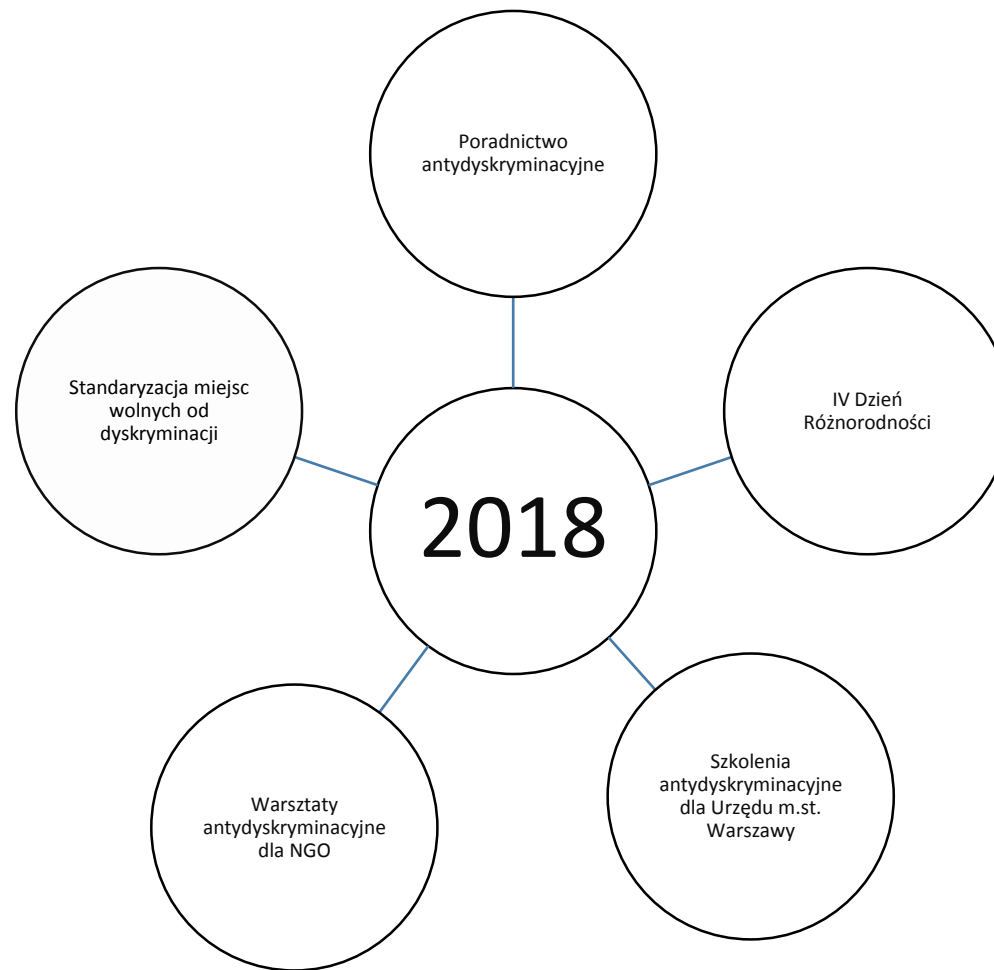 Poradnictwo
antydyskryminacyjne
Standaryzacja miejsc
wolnych od
dyskryminacji
IV Dzień
Różnorodności
2018
Warsztaty
antydyskryminacyjne
dla NGO
Szkolenia
antydyskryminacyjne
dla Urzędu m.st.
Warszawy